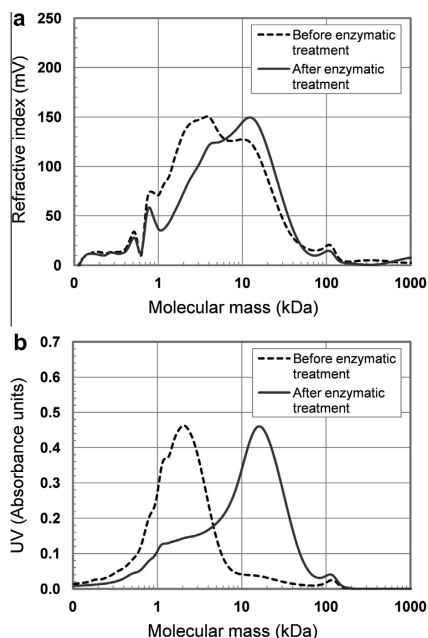 a
250
200
150
100
50
0
Refractive index (mV)
Before enzymatic
treatment
After enzymatic
treatment
0
1
10
100
1000
Molecular mass (kDa)
b
0.7
0.6
0.5
0.4
0.3
0.2
0.1
0.0
UV (Absorbance units)
Before enzymatic
treatment
After enzymatic
treatment
0
1
10
100
1000
Molecular mass (kDa)